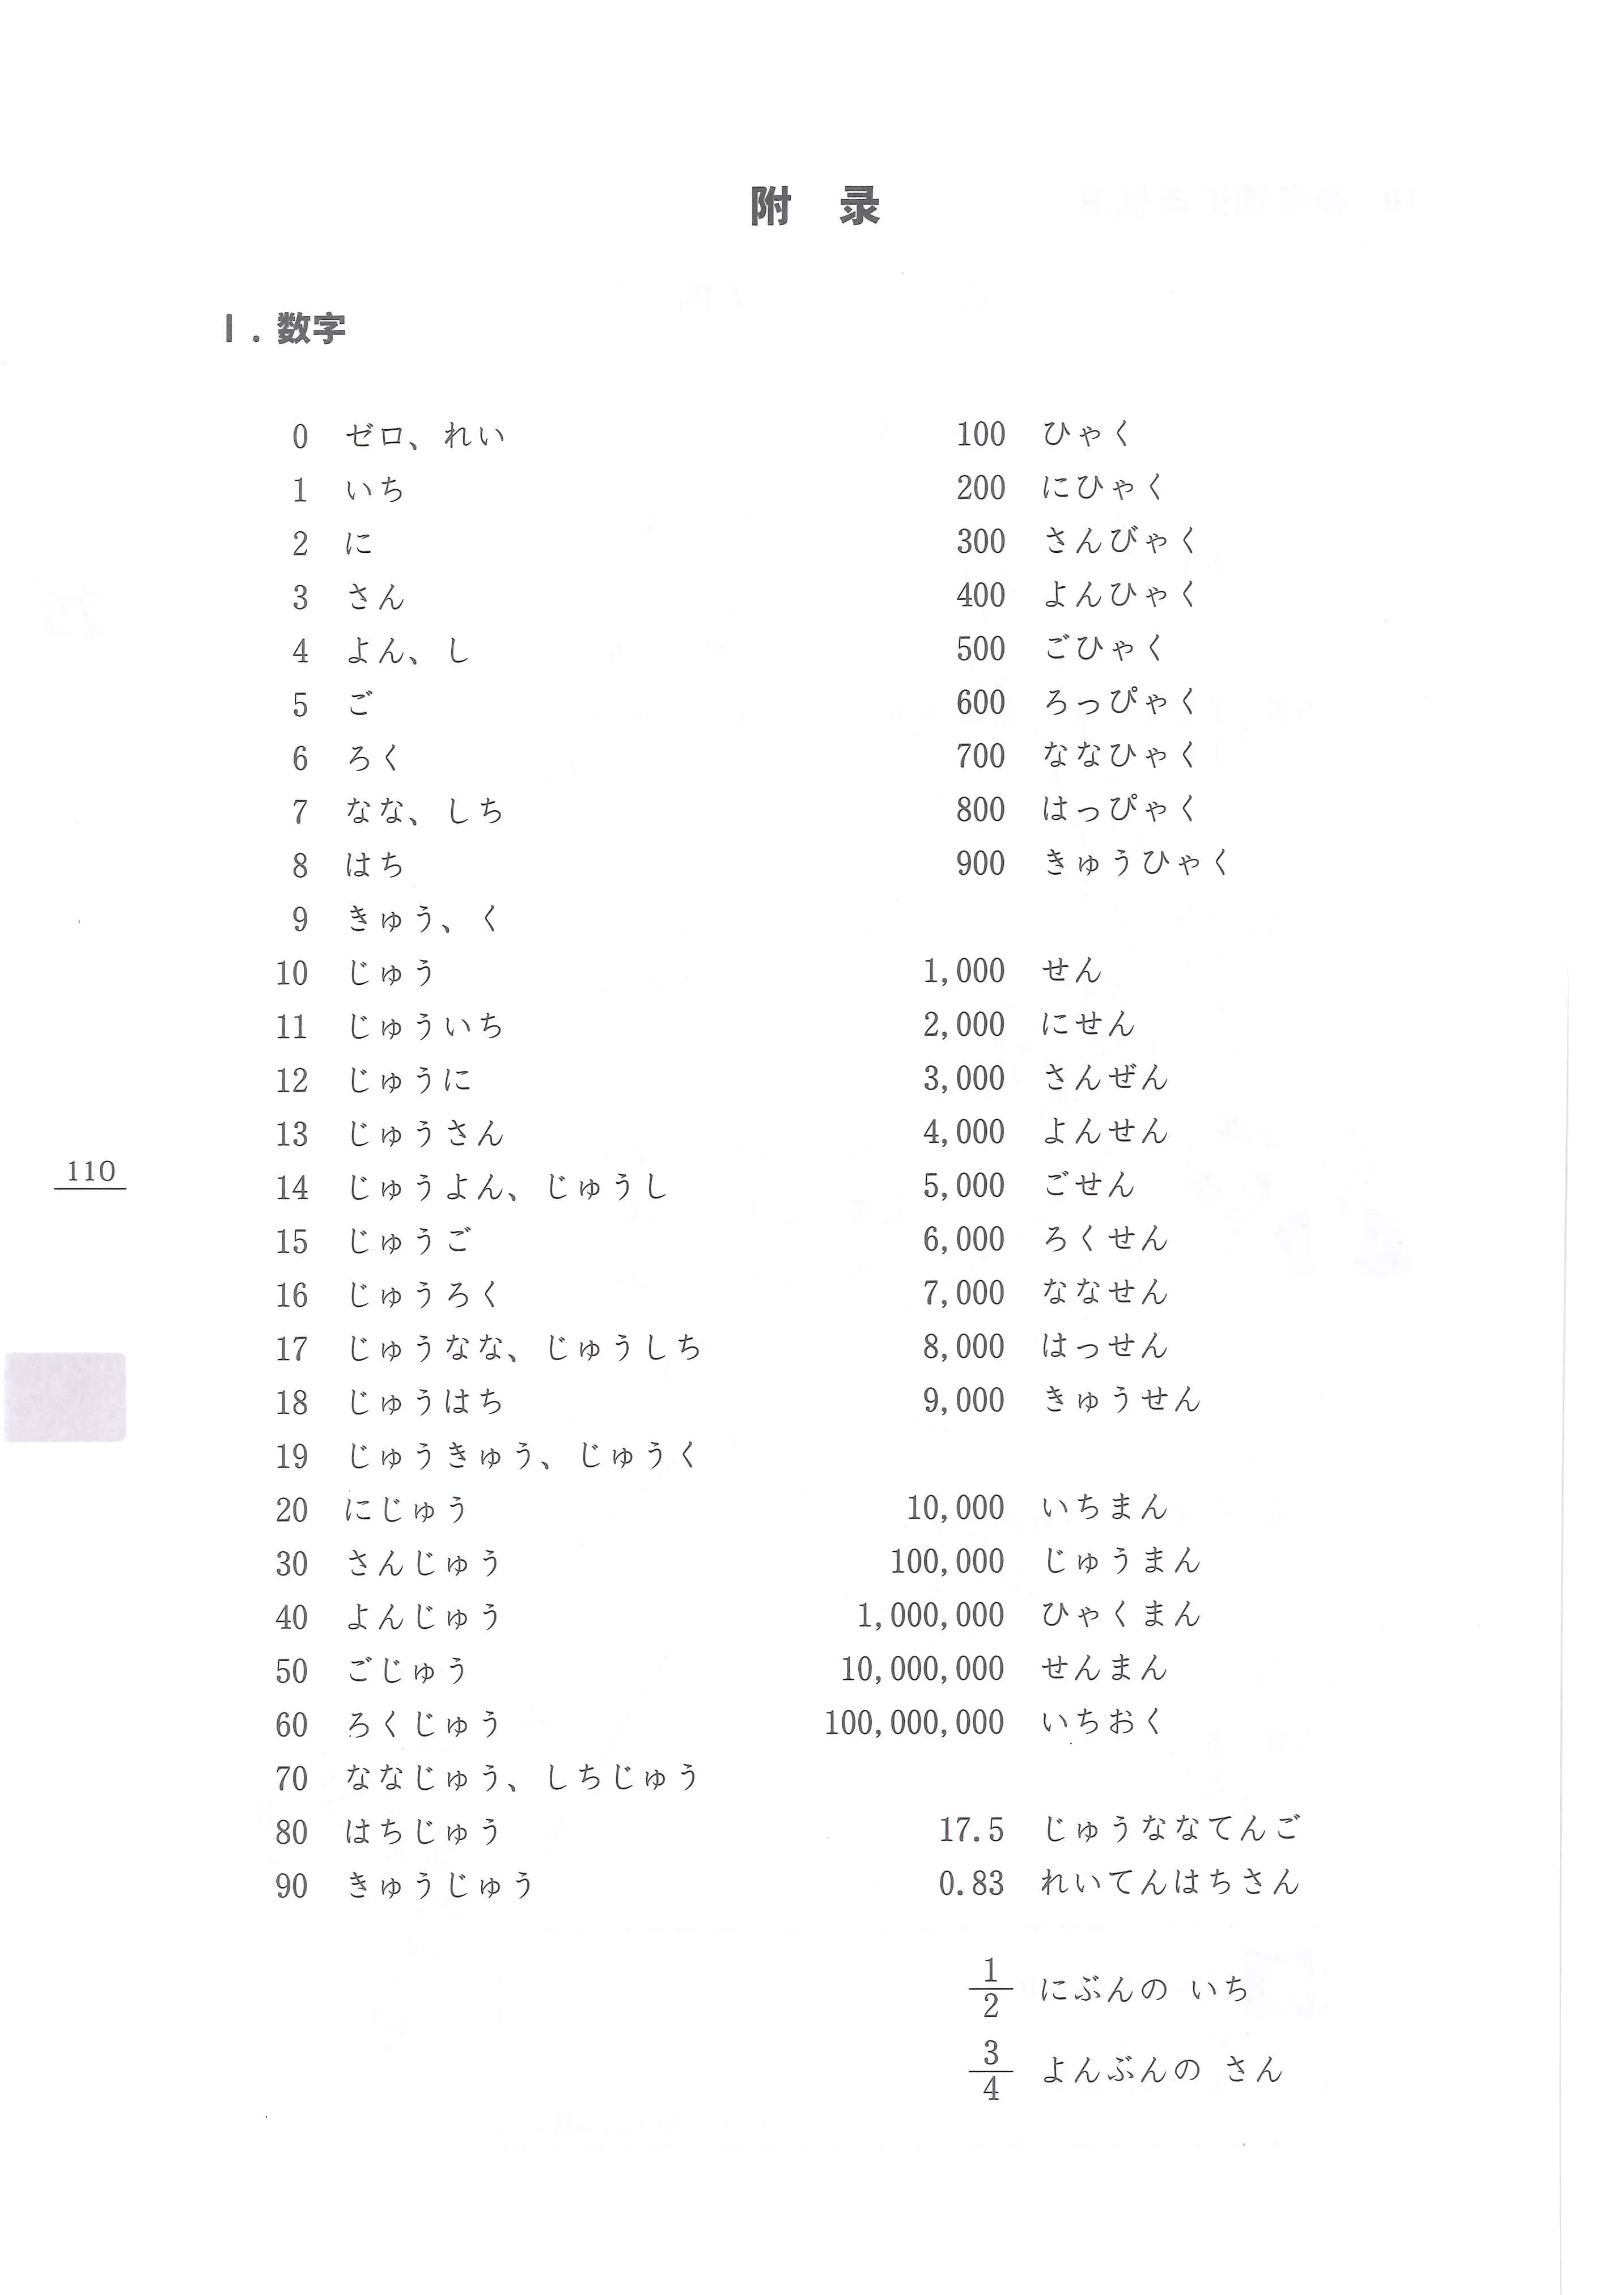 附 录
Ⅰ. 数字
0 ゼロ、れい
1 いち
2 に
3 さん
4 よん、し
5 ご
6 ろく
7 なな、しち
8 はち
9 きゅう、く
10 じゅう
11 じゅういち
12 じゅうに
13 じゅうさん
14 じゅうよん、じゅうし
15 じゅうご
16 じゅうろく
17 じゅうなな、じゅうしち
18 じゅうはち
19 じゅうきゅう、じゅうく
20 にじゅう
30 さんじゅう
40 よんじゅう
50 ごじゅう
60 ろくじゅう
70 ななじゅう、しちじゅう
80 はちじゅう
90 きゅうじゅう
100 ひゃく
200 にひゃく
300 さんびゃく
400 よんひゃく
500 ごひゃく
600 ろっぴゃく
700 ななひゃく
800 はっぴゃく
900 きゅうひゃく
1,000 せん
2,000 にせん
3,000 さんぜん
4,000 よんせん
5,000 ごせん
6,000 ろくせん
7,000 ななせん
8,000 はっせん
9,000 きゅうせん
10,000 いちまん
100,000 じゅうまん
1,000,000 ひゃくまん
10,000,000 せんまん
100,000,000 いちおく
17.5 じゅうななてんご
0.83 れいてんはちさん
1/2 にぶんの いち
3/4 よんぶんの さん
110